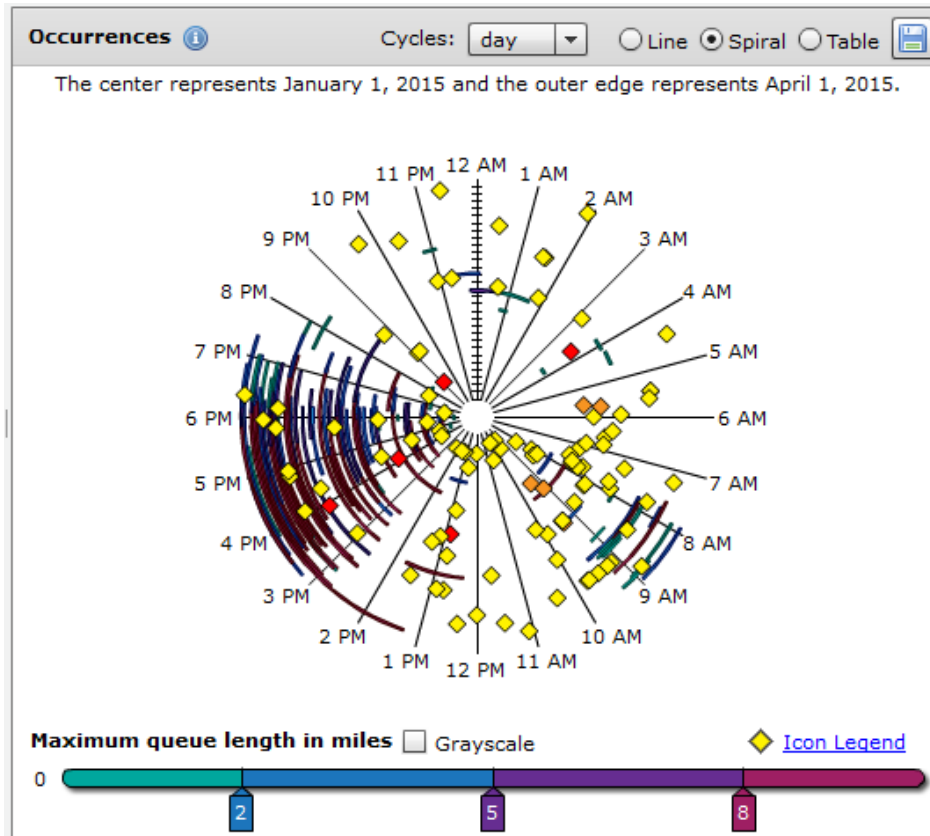 Occurrences Cycles: day Line Spiral Table
The center represents January 1, 2015 and the outer edge represents April 1, 2015.
12 AM
11 PM 1 AM
10 PM 2 AM
9 PM 3 AM
8 PM 4 AM
7 PM 5 AM
6 PM 6 AM
5 PM 7 AM
4 PM 8 AM
3 PM 9 AM
2 PM 10 AM
1 PM 12 PM 11 AM
Maximum queue length in miles Grayscale Icon Legend
0
2 5 8